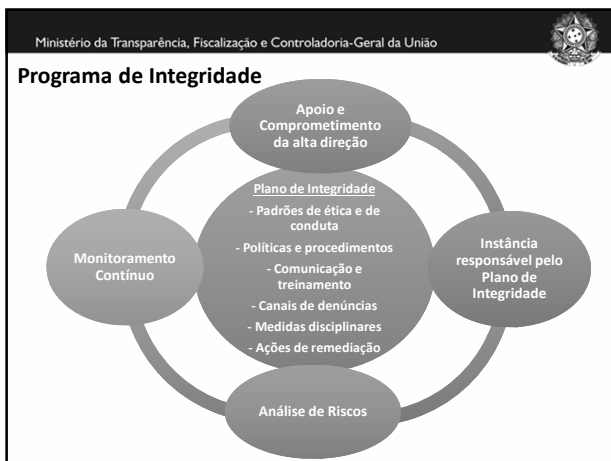 Ministério da Transparência, Fiscalização e Controladoria-Geral da União
Programa de Integridade
Apoio e
Comprometimento
da alta direção
Plano de Integridade
- Padrões de ética e de
conduta
- Políticas e procedimentos
- Comunicação e
treinamento
- Canais de denúncias
- Medidas disciplinares
- Ações de remediação
Monitoramento
Contínuo
Instância
responsável pelo
Plano de
Integridade
Análise de Riscos